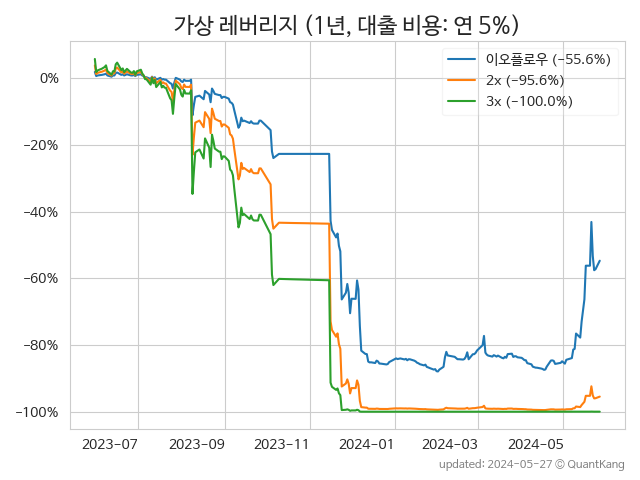 가상 레버리지 (1년, 대출 비용: 연 5%)
이오플로우 (−55.6%)
2x (−95.6%)
3x (−100.0%)
0%
−20%
−40%
−60%
−80%
−100%
2023-07 2023-09 2023-11 2024-01 2024-03 2024-05
updated: 2024-05-27 © QuantKang